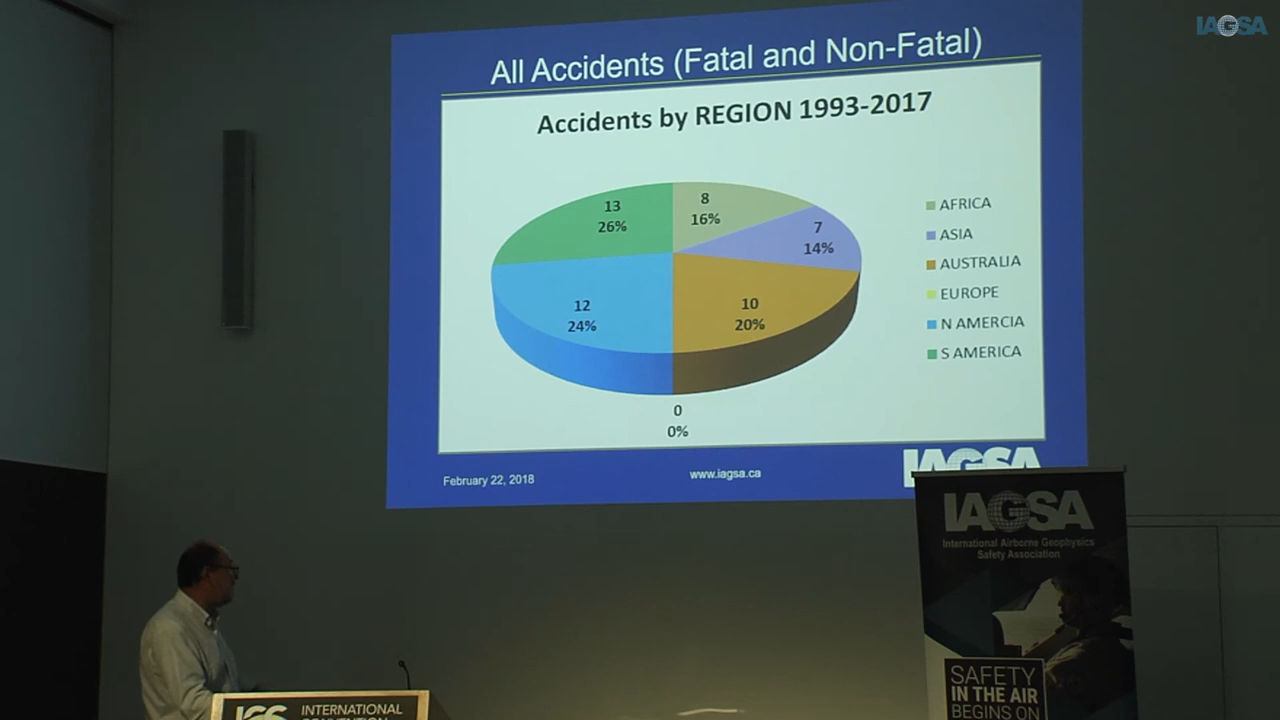 IAGSA
All Accidents (Fatal and Non-Fatal)
Accidents by REGION 1993-2017
13
26%
8
16%
7
14%
12
24%
10
20%
0
0%
AFRICA
ASIA
AUSTRALIA
EUROPE
N AMERCIA
S AMERICA
February 22, 2018
www.iagsa.ca
IAGSA
IAGSA
International Airborne Geophysics
Safety Association
SAFETY
IN THE AIR
BEGINS ON
INTERNATIONAL
CONVENTION